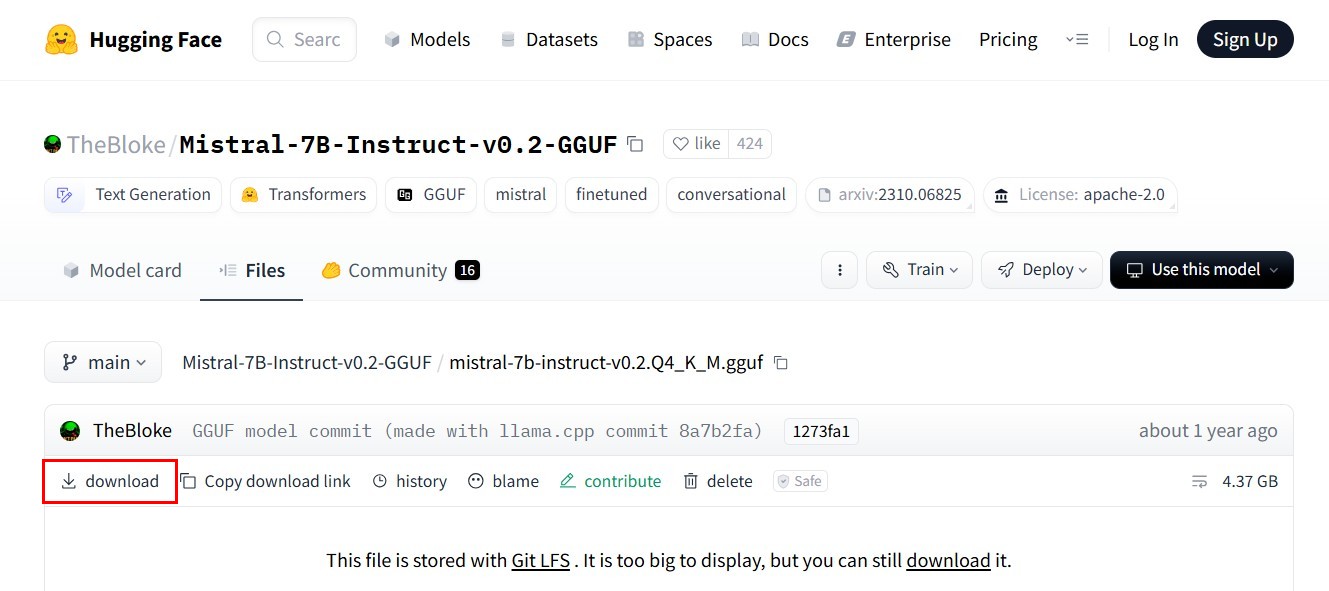 Hugging Face Searc Models Datasets Spaces Docs Enterprise Pricing Log In Sign Up
TheBloke/Mistral-7B-Instruct-v0.2-GGUF like 424
Text Generation Transformers GGUF mistral finetuned conversational arxiv:2310.06825 License: apache-2.0
Model card Files Community 16 Train Deploy Use this model
main Mistral-7B-Instruct-v0.2-GGUF / mistral-7b-instruct-v0.2.Q4_K_M.gguf
TheBloke GGUF model commit (made with llama.cpp commit 8a7b2fa) 1273fa1 about 1 year ago
download Copy download link history blame contribute delete Safe 4.37 GB
This file is stored with Git LFS . It is too big to display, but you can still download it.